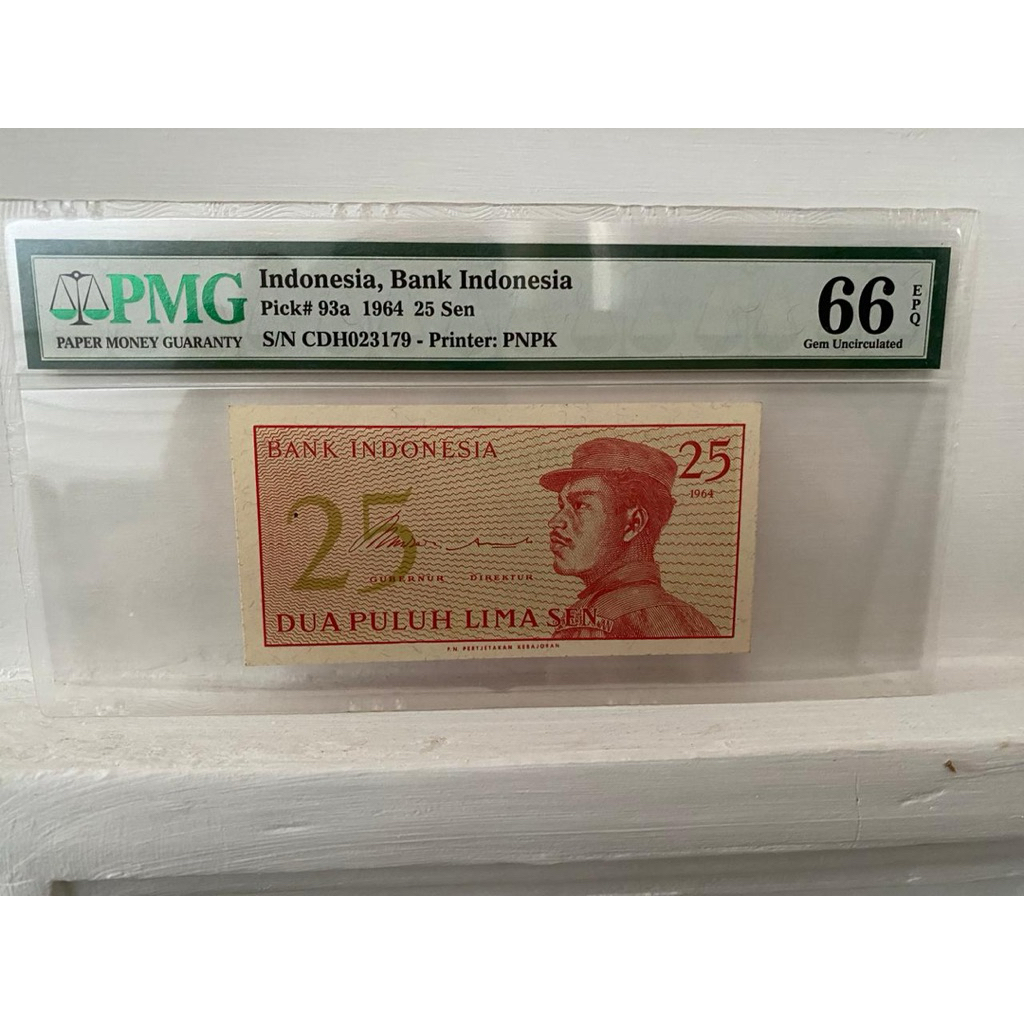 PMG
PAPER MONEY GUARANTY
Indonesia, Bank Indonesia
Pick# 93a 1964 25 Sen
S/N CDH023179 - Printer: PNPK
66
EPQ
Gem Uncirculated
BANK INDONESIA
25
1964
25
GUBERNUR DIREKTUR
DUA PULUH LIMA SEN
P.N. PERTJETAKAN KEBAJORAN